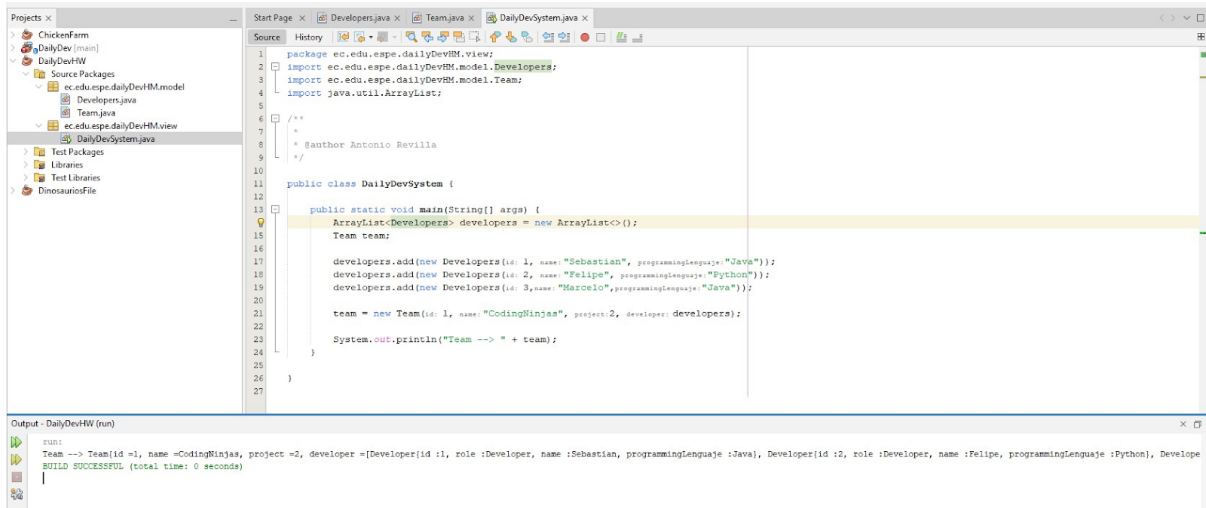 Projects ×
ChickenFarm
DailyDev [main]
DailyDevHW
Source Packages
ec.edu.espe.dailyDevHM.model
Developers.java
Team.java
ec.edu.espe.dailyDevHM.view
DailyDevSystem.java
Test Packages
Libraries
Test Libraries
DinosauriosFile
Start Page × Developers.java × Team.java × DailyDevSystem.java ×
Source History
1 package ec.edu.espe.dailyDevHM.view;
2 import ec.edu.espe.dailyDevHM.model.Developers;
3 import ec.edu.espe.dailyDevHM.model.Team;
4 import java.util.ArrayList;
5
6 /**
7 *
8 * @author Antonio Revilla
9 */
10
11 public class DailyDevSystem {
12
13 public static void main(String[] args) {
ArrayList<Developers> developers = new ArrayList<>();
15 Team team;
16
17 developers.add(new Developers(id: 1, name: "Sebastian", programmingLenguaje: "Java"));
18 developers.add(new Developers(id: 2, name: "Felipe", programmingLenguaje: "Python"));
19 developers.add(new Developers(id: 3,name: "Marcelo",programmingLenguaje: "Java"));
20
21 team = new Team(id: 1, name: "CodingNinjas", project: 2, developer: developers);
22
23 System.out.println("Team --> " + team);
24 }
25
26 }
27
Output - DailyDevHW (run) ×
run:
Team --> Team{id =1, name =CodingNinjas, project =2, developer =[Developer{id :1, role :Developer, name :Sebastian, programmingLenguaje :Java}, Developer{id :2, role :Developer, name :Felipe, programmingLenguaje :Python}, Develope
BUILD SUCCESSFUL (total time: 0 seconds)